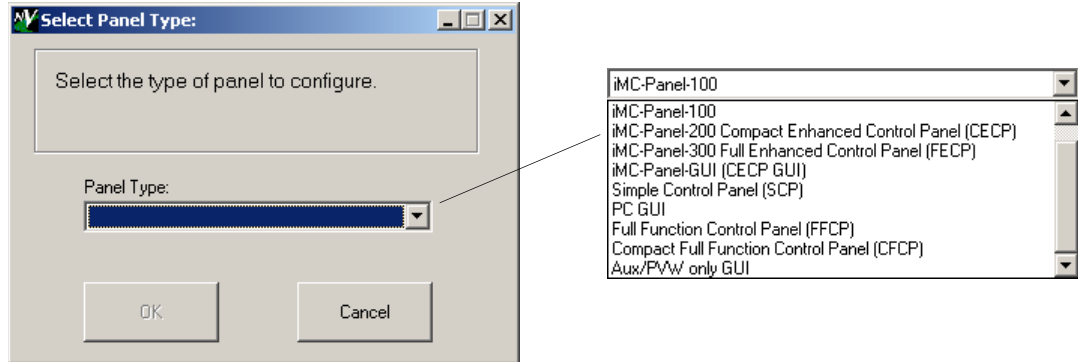 NV Select Panel Type:
Select the type of panel to configure.
Panel Type:
OK
Cancel
iMC-Panel-100
iMC-Panel-100
iMC-Panel-200 Compact Enhanced Control Panel (CECP)
iMC-Panel-300 Full Enhanced Control Panel (FECP)
iMC-Panel-GUI (CECP GUI)
Simple Control Panel (SCP)
PC GUI
Full Function Control Panel (FFCP)
Compact Full Function Control Panel (CFCP)
Aux/PVW only GUI